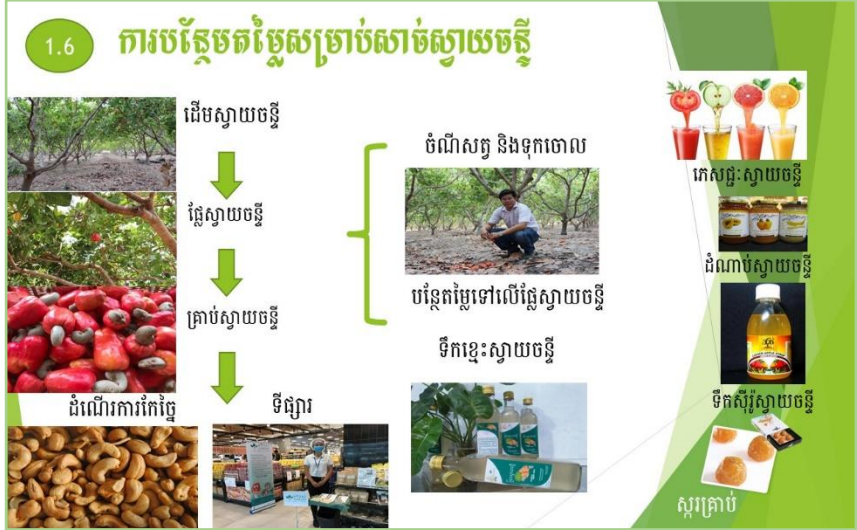 1.6
ការបន្ថែមតម្លៃសម្រាប់សាច់ស្វាយចន្ទី
ដើមស្វាយចន្ទី
ផ្លែស្វាយចន្ទី
គ្រាប់ស្វាយចន្ទី
ដំណើរការកែច្នៃ
ទីផ្សារ
ចំណីសត្វ និងទុកចោល
បន្ថែតម្លៃទៅលើផ្លែស្វាយចន្ទី
ទឹកខ្មេះស្វាយចន្ទី
ភេសជ្ជៈស្វាយចន្ទី
ដំណាប់ស្វាយចន្ទី
ទឹកស៊ីរ៉ូស្វាយចន្ទី
ស្ករគ្រាប់